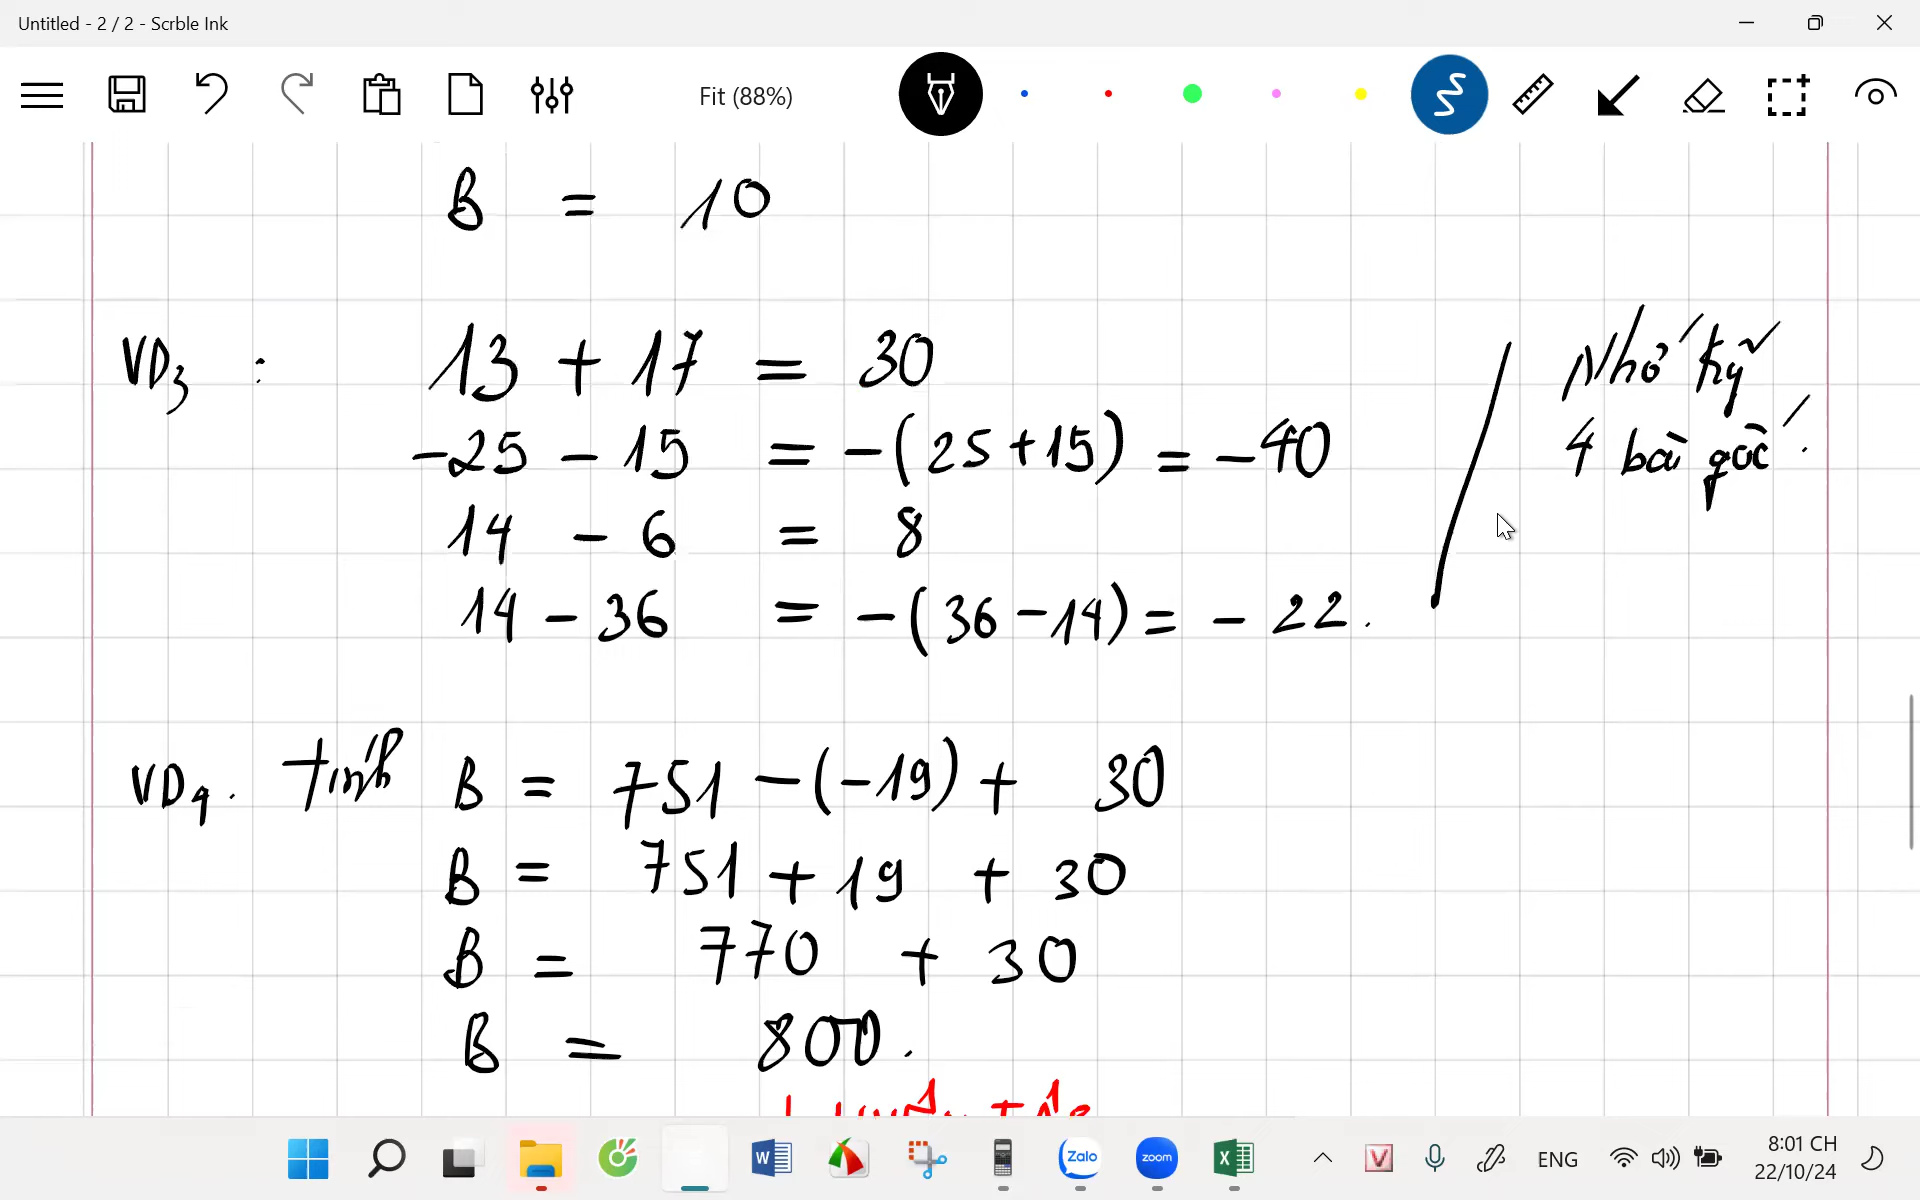 Untitled - 2 / 2 - Scrble Ink
Fit (88%)
B = 10
VD3 : 13 + 17 = 30
-25 - 15 = -(25+15) = -40
14 - 6 = 8
14 - 36 = -(36-14) = - 22.
Nhớ kỹ
4 bài gốc!
VD4. Tính B = 751 -(-19) + 30
B = 751 + 19 + 30
B = 770 + 30
B = 800.
W
Zalo
zoom
X
V
ENG
8:01 CH
22/10/24